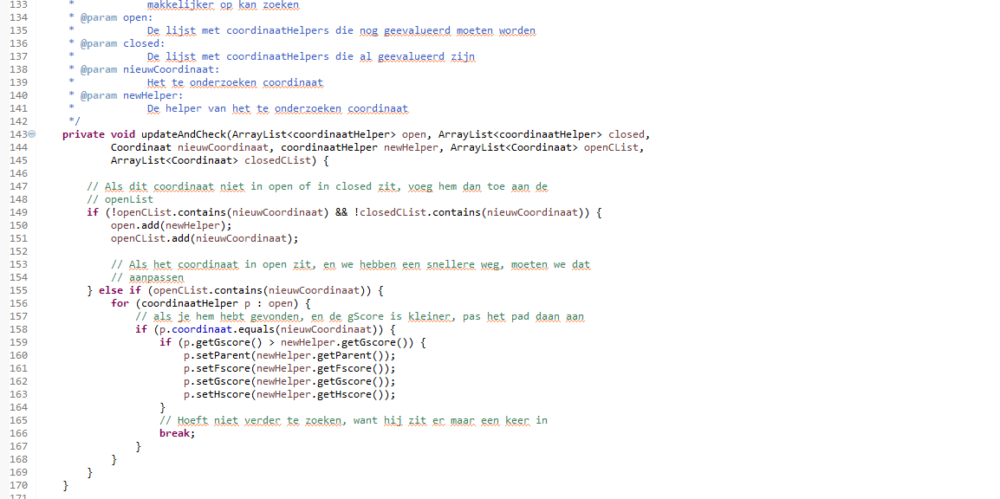 133 * makkelijker op kan zoeken
134 * @param open:
135 * De lijst met coordinaatHelpers die nog geevalueerd moeten worden
136 * @param closed:
137 * De lijst met coordinaatHelpers die al geevalueerd zijn
138 * @param nieuwCoordinaat:
139 * Het te onderzoeken coordinaat
140 * @param newHelper:
141 * De helper van het te onderzoeken coordinaat
142 */
143 private void updateAndCheck(ArrayList<coordinaatHelper> open, ArrayList<coordinaatHelper> closed,
144 Coordinaat nieuwCoordinaat, coordinaatHelper newHelper, ArrayList<Coordinaat> openCList,
145 ArrayList<Coordinaat> closedCList) {
146
147 // Als dit coordinaat niet in open of in closed zit, voeg hem dan toe aan de
148 // openList
149 if (!openCList.contains(nieuwCoordinaat) && !closedCList.contains(nieuwCoordinaat)) {
150 open.add(newHelper);
151 openCList.add(nieuwCoordinaat);
152
153 // Als het coordinaat in open zit, en we hebben een snellere weg, moeten we dat
154 // aanpassen
155 } else if (openCList.contains(nieuwCoordinaat)) {
156 for (coordinaatHelper p : open) {
157 // als je hem hebt gevonden, en de gScore is kleiner, pas het pad daan aan
158 if (p.coordinaat.equals(nieuwCoordinaat)) {
159 if (p.getGscore() > newHelper.getGscore()) {
160 p.setParent(newHelper.getParent());
161 p.setFscore(newHelper.getFscore());
162 p.setGscore(newHelper.getGscore());
163 p.setHscore(newHelper.getHscore());
164 }
165 // Hoeft niet verder te zoeken, want hij zit er maar een keer in
166 break;
167 }
168 }
169 }
170 }
171